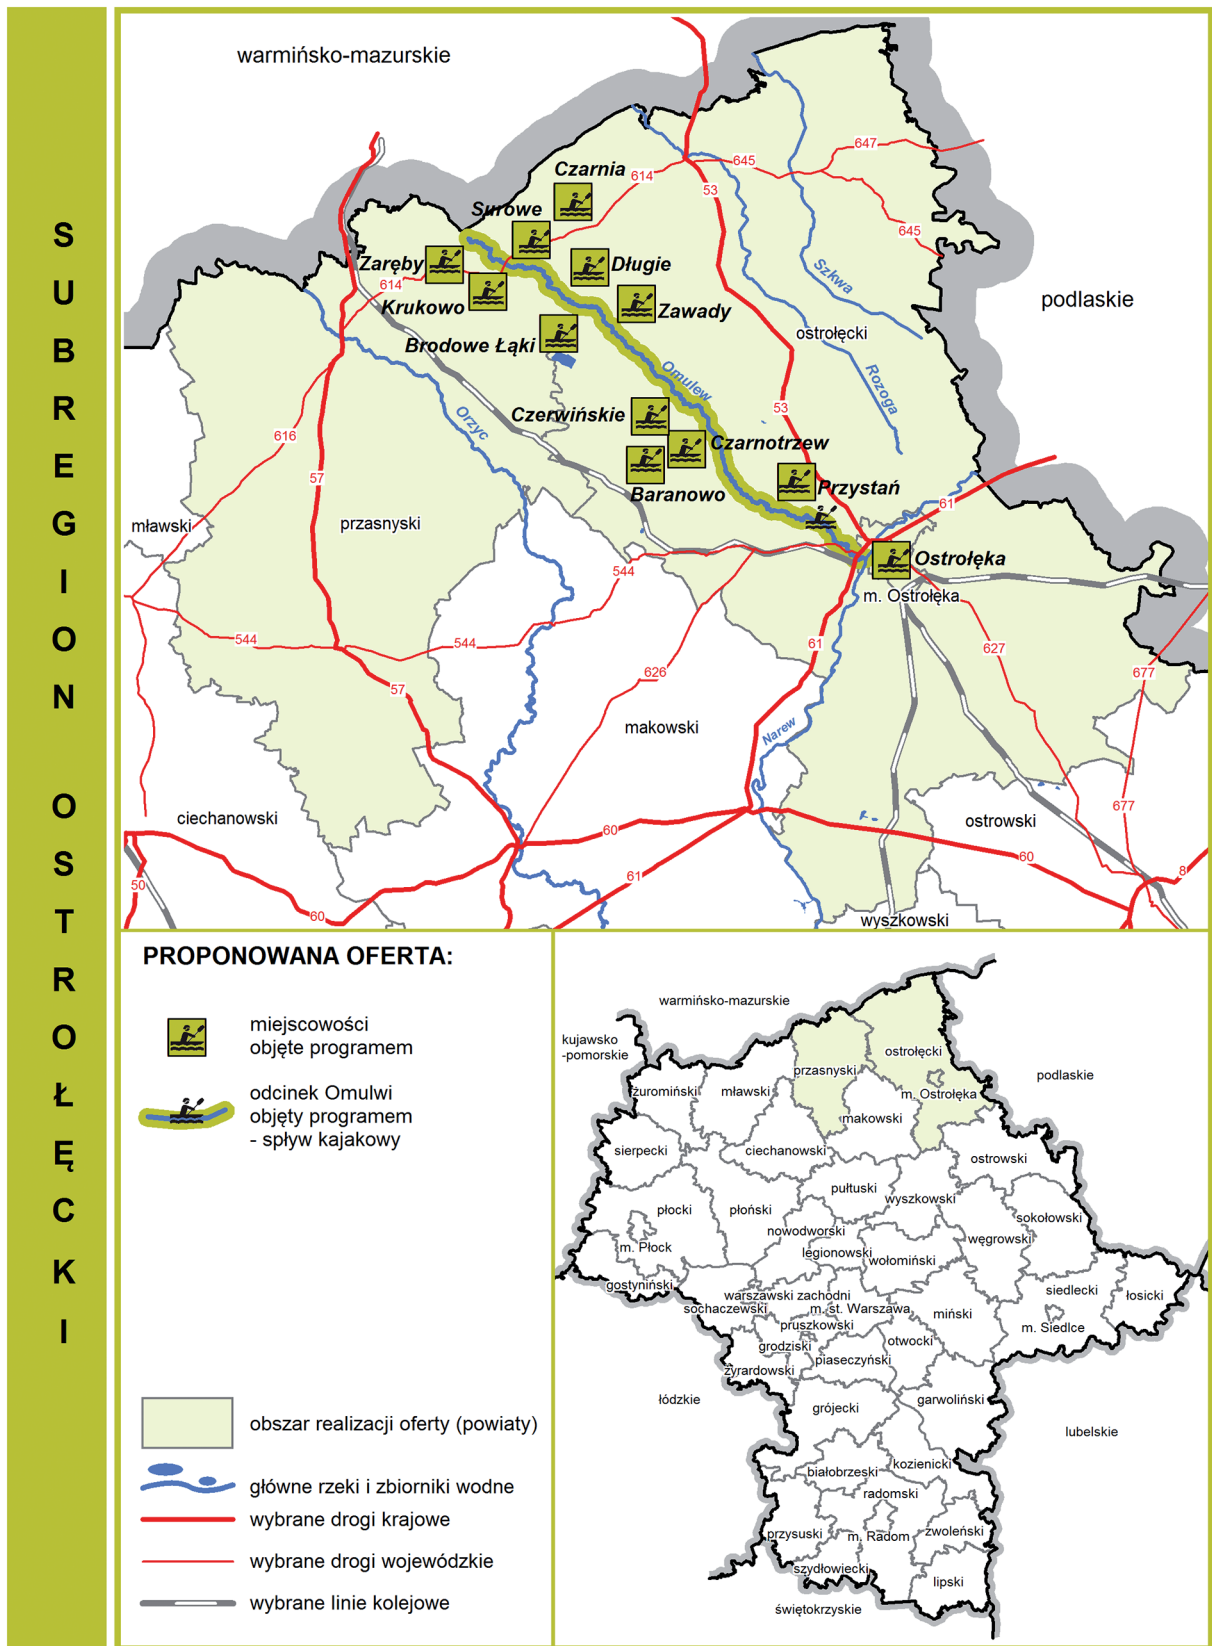 SUBREGION OSTROŁĘCKI
warmińsko-mazurskie
podlaskie
Czarnia
Surowe
Zaręby
Krukowo
Długie
Zawady
Brodowe Łąki
Czerwińskie
Czarnotrzew
Baranowo
Przystań
Ostrołęka
m. Ostrołęka
ostrołęcki
przasnyski
mławski
makowski
ciechanowski
ostrowski
wyszkowski
Omulew
Orzyc
Szkwa
Rozoga
Narew
647
645
614
53
645
614
616
57
53
61
544
544
544
57
626
61
627
677
677
60
60
60
61
50
8
PROPONOWANA OFERTA:
miejscowości
objęte programem
odcinek Omulwi
objęty programem
- spływ kajakowy
obszar realizacji oferty (powiaty)
główne rzeki i zbiorniki wodne
wybrane drogi krajowe
wybrane drogi wojewódzkie
wybrane linie kolejowe
warmińsko-mazurskie
kujawsko
-pomorskie
podlaskie
ostrołęcki
przasnyski
m. Ostrołęka
żuromiński
mławski
makowski
sierpecki
ciechanowski
ostrowski
pułtuski
wyszkowski
płocki
płoński
sokołowski
nowodworski
węgrowski
m. Płock
legionowski
wołomiński
gostyniński
siedlecki
łosicki
warszawski zachodni
sochaczewski
m. st. Warszawa
miński
m. Siedlce
pruszkowski
grodziski
otwocki
piaseczyński
żyrardowski
łódzkie
grójecki
garwoliński
lubelskie
białobrzeski
kozienicki
radomski
przysuski
m. Radom
zwoleński
szydłowiecki
lipski
świętokrzyskie